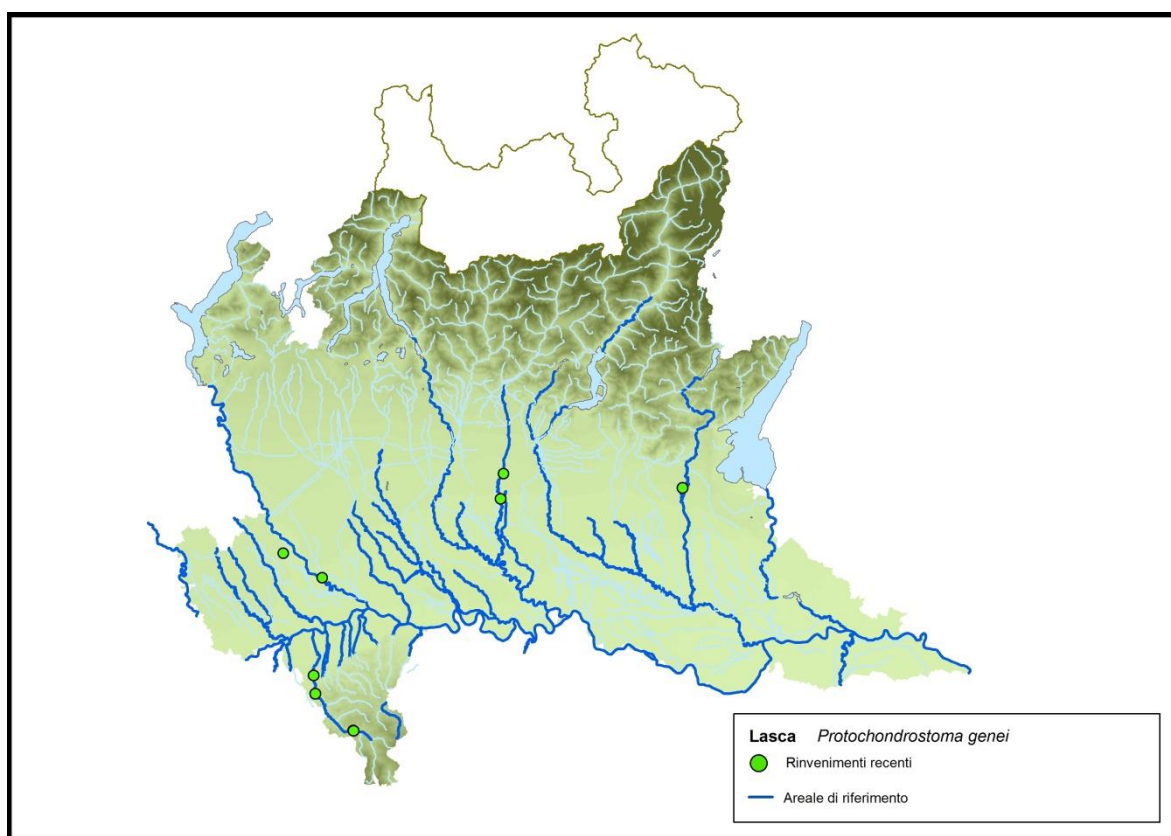 Lasca Protochondrostoma genei
Rinvenimenti recenti
Areale di riferimento